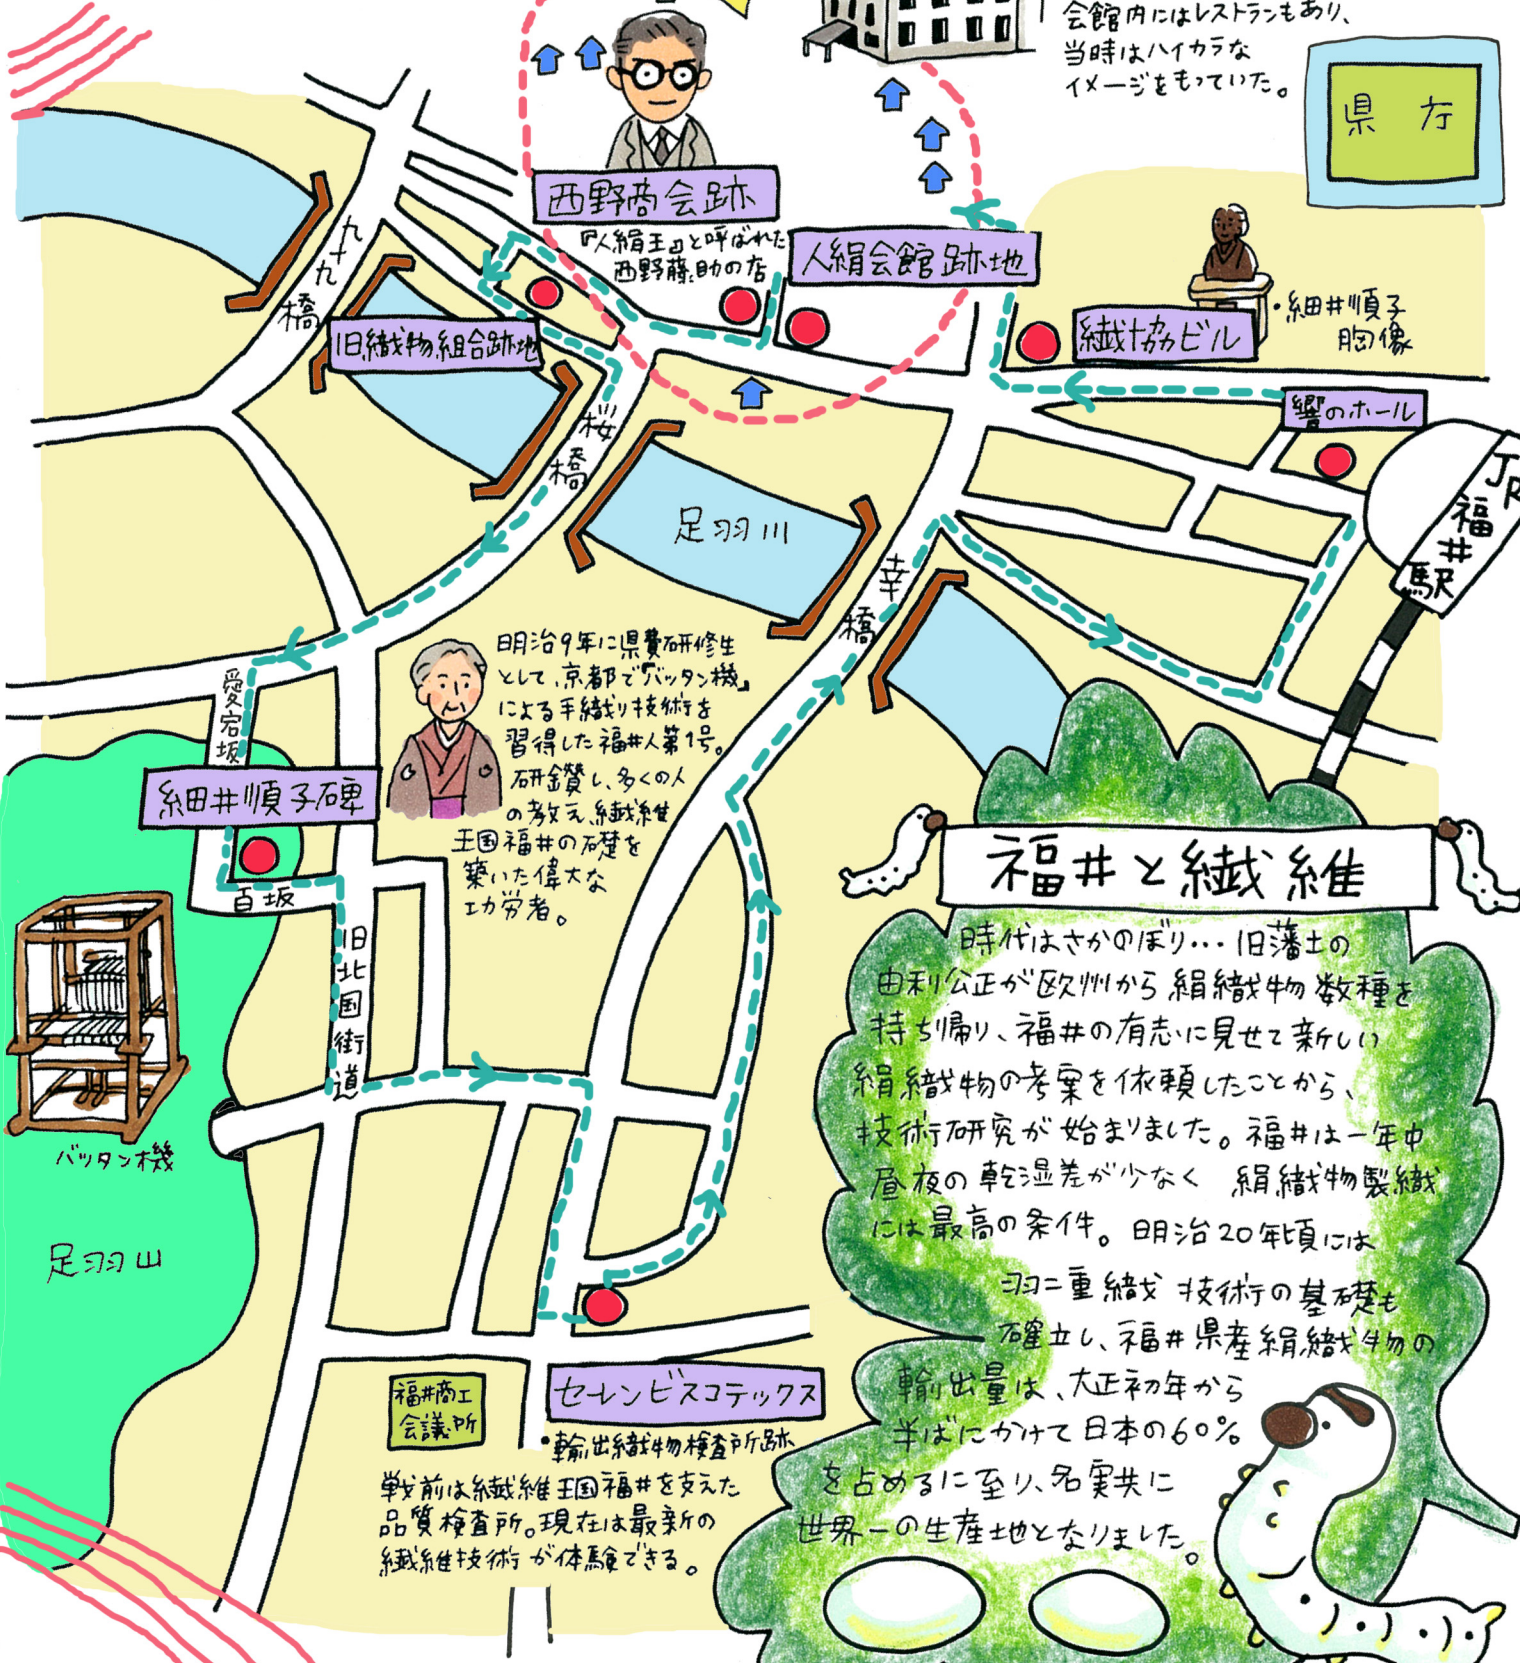 会館内にはレストランもあり、
当時はハイカラな
イメージをもっていた。
県庁
西野商会跡
『人絹王』と呼ばれた
西野藤助の店
人絹会館跡地
繊協ビル
・細井順子
胸像
響のホール
JR福井駅
九十九橋
旧織物組合跡地
桜橋
足羽川
幸橋
明治9年に県費研修生
として、京都で『バッタン機』
による手織り技術を
習得した福井人第1号。
研鑽し、多くの人
の教え、繊維
王国福井の礎を
築いた偉大な
功労者。
愛宕坂
細井順子碑
百坂
旧北国街道
バッタン機
足羽山
福井商工
会議所
セーレンビスコテックス
・輸出織物検査所跡
戦前は繊維王国福井を支えた
品質検査所。現在は最新の
繊維技術が体験できる。
福井と繊維
時代はさかのぼり…旧藩士の
由利公正が欧州から絹織物数種を
持ち帰り、福井の有志に見せて新しい
絹織物の考案を依頼したことから、
技術研究が始まりました。福井は一年中
昼夜の乾湿差が少なく 絹織物製織
には最高の条件。明治20年頃には
羽二重織技術の基礎も
確立し、福井県産絹織物の
輸出量は、大正初年から
半ばにかけて日本の60%
を占めるに至り、名実共に
世界一の生産地となりました。